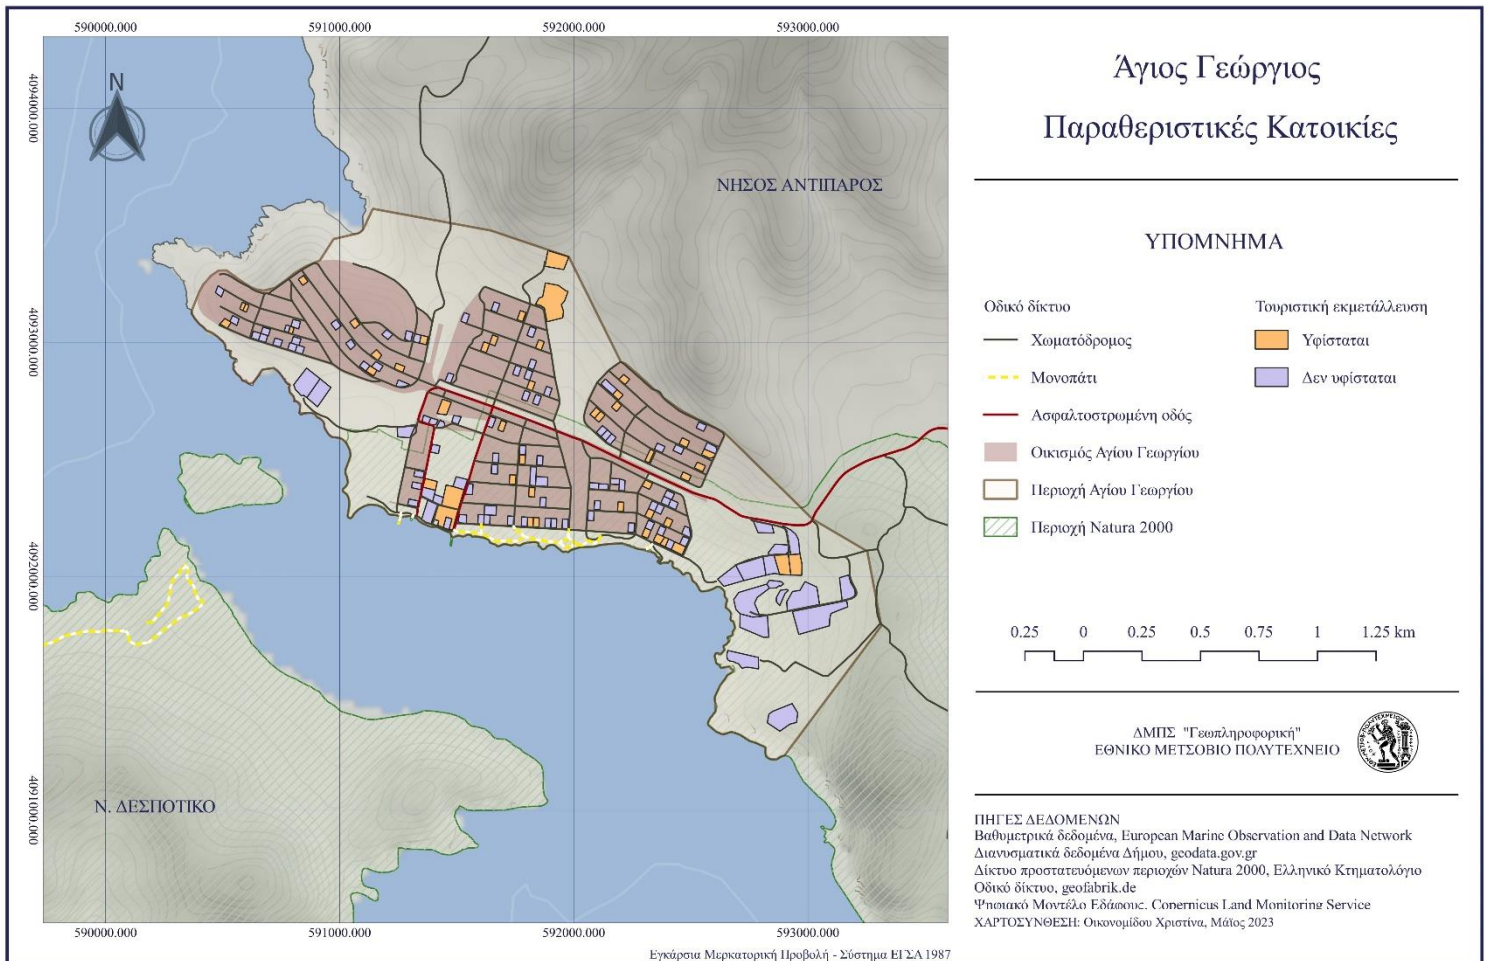 590000.000 591000.000 592000.000 593000.000
4094000.000
4093000.000
4092000.000
4091000.000
N
ΝΗΣΟΣ ΑΝΤΙΠΑΡΟΣ
Ν. ΔΕΣΠΟΤΙΚΟ
590000.000 591000.000 592000.000 593000.000
Εγκάρσια Μερκατορική Προβολή - Σύστημα ΕΓΣΑ 1987
Άγιος Γεώργιος
Παραθεριστικές Κατοικίες
ΥΠΟΜΝΗΜΑ
Οδικό δίκτυο
Χωματόδρομος
Μονοπάτι
Ασφαλτοστρωμένη οδός
Οικισμός Αγίου Γεωργίου
Περιοχή Αγίου Γεωργίου
Περιοχή Natura 2000
Τουριστική εκμετάλλευση
Υφίσταται
Δεν υφίσταται
0.25 0 0.25 0.5 0.75 1 1.25 km
ΔΜΠΣ "Γεωπληροφορική"
ΕΘΝΙΚΟ ΜΕΤΣΟΒΙΟ ΠΟΛΥΤΕΧΝΕΙΟ
ΠΗΓΕΣ ΔΕΔΟΜΕΝΩΝ
Βαθυμετρικά δεδομένα, European Marine Observation and Data Network
Διανυσματικά δεδομένα Δήμου, geodata.gov.gr
Δίκτυο προστατευόμενων περιοχών Natura 2000, Ελληνικό Κτηματολόγιο
Οδικό δίκτυο, geofabrik.de
Ψηφιακό Μοντέλο Εδάφους, Copernicus Land Monitoring Service
ΧΑΡΤΟΣΥΝΘΕΣΗ: Οικονομίδου Χριστίνα, Μάϊος 2023